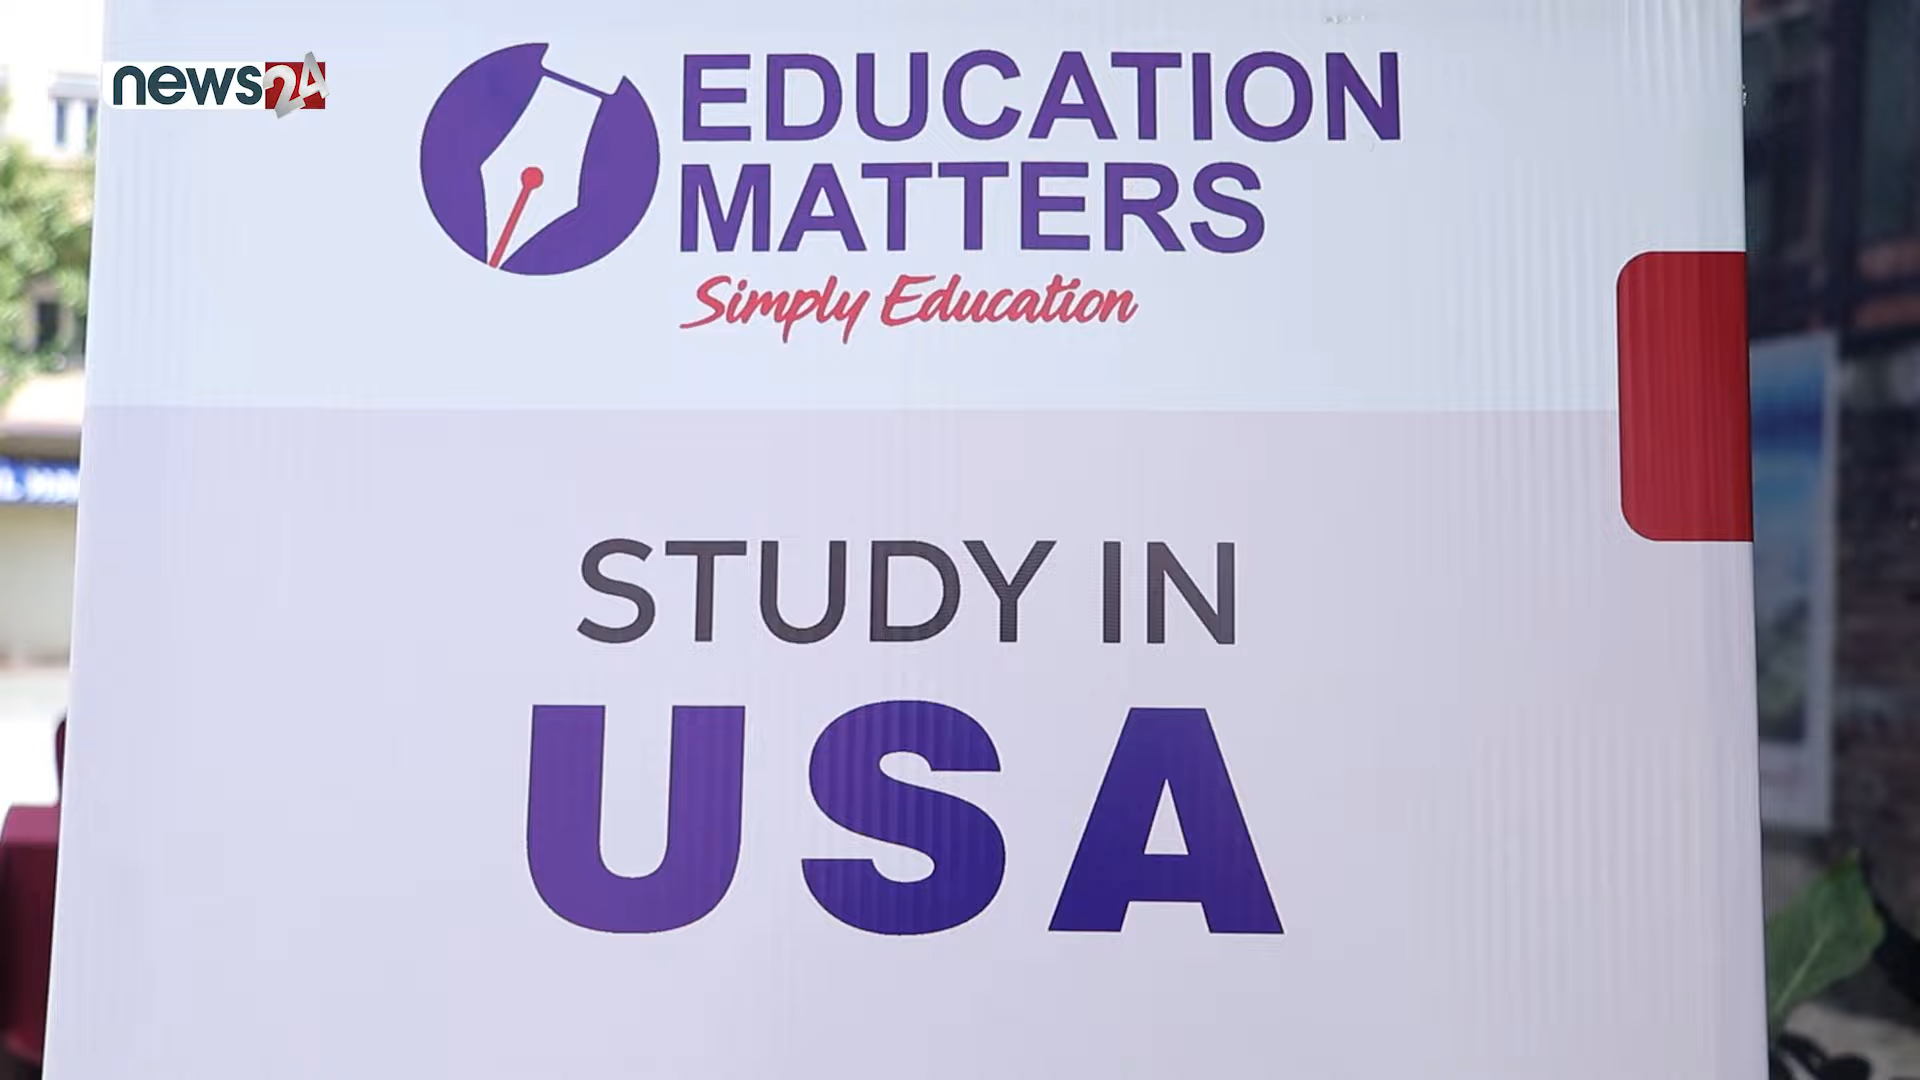 news24
EDUCATION
MATTERS
Simply Education
STUDY IN
USA